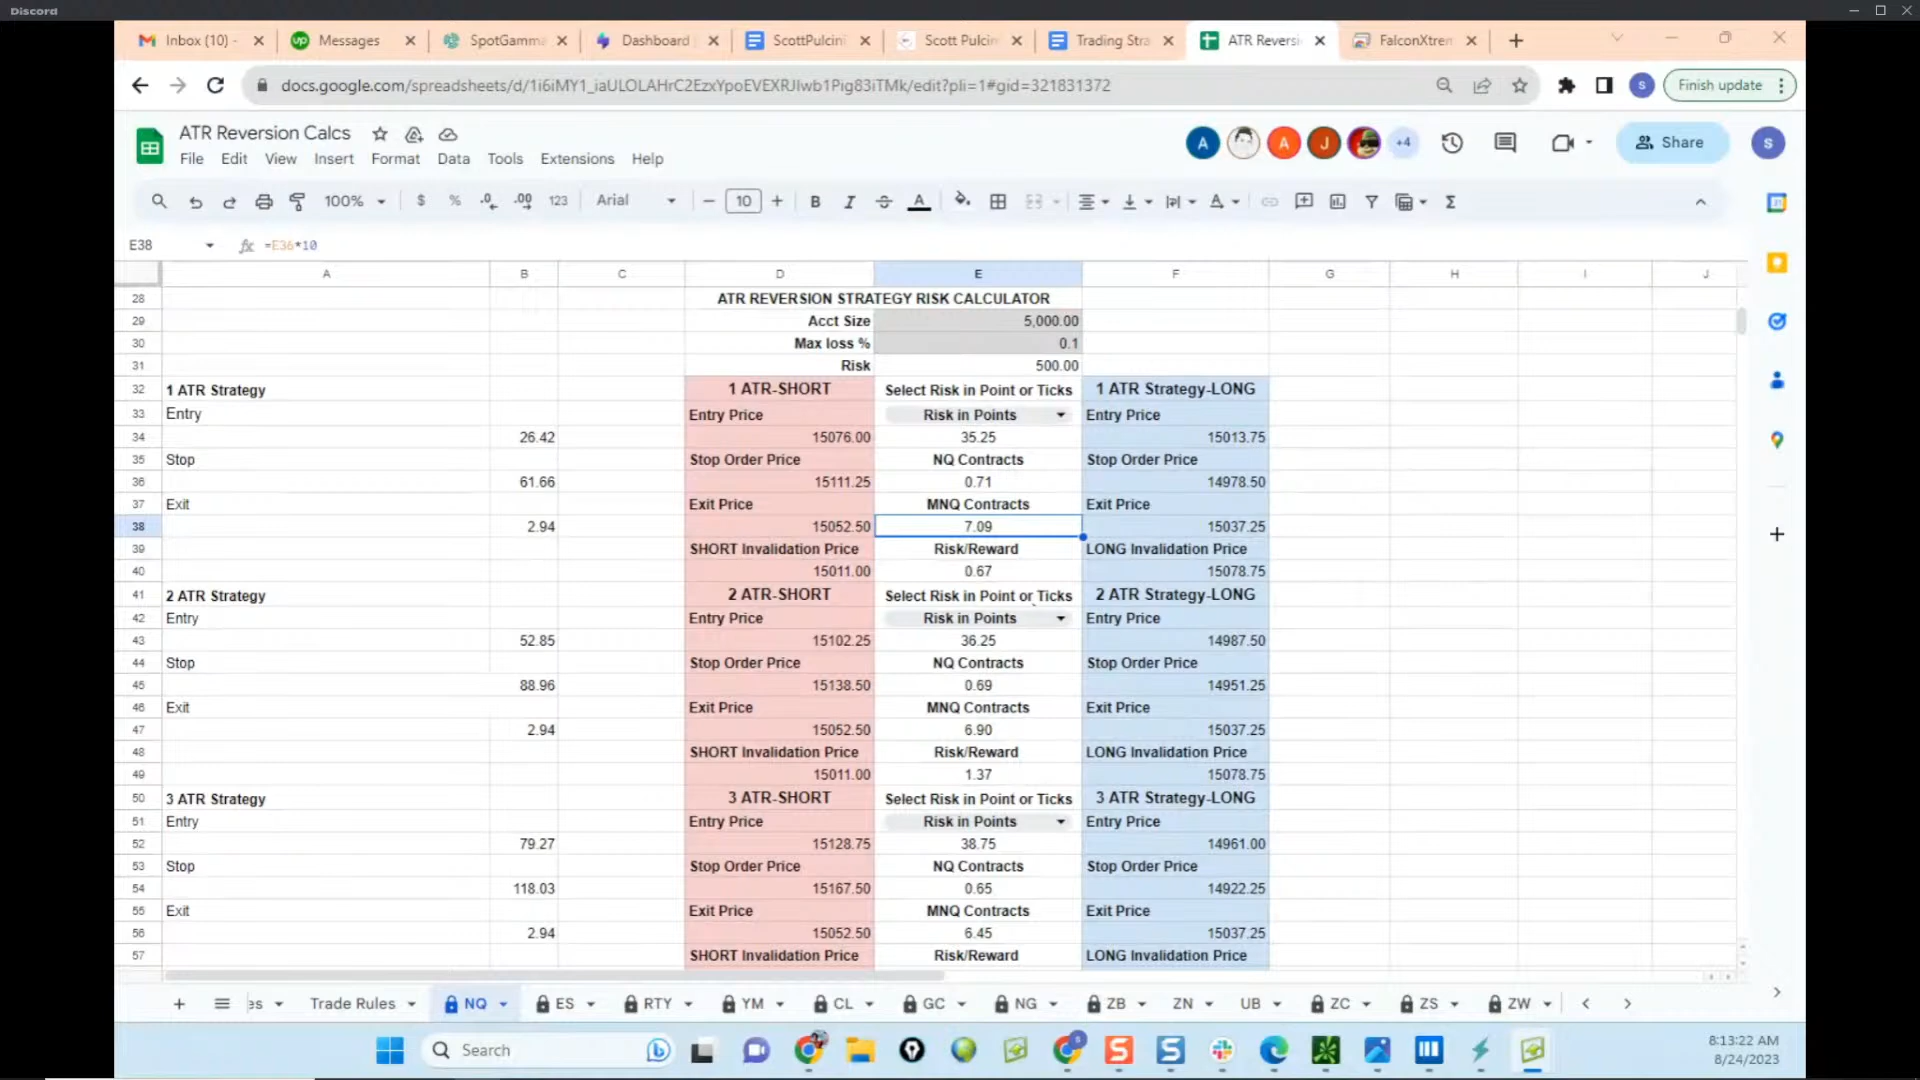 Discord
Inbox (10) -
Messages
SpotGamma
Dashboard
ScottPulcini
Scott Pulcin
Trading Stra
ATR Reversi
FalconXtren
docs.google.com/spreadsheets/d/1i6iMY1_iaULOLAHrC2EzxYpoEVEXRJIwb1Pig83iTMk/edit?pli=1#gid=321831372
S
Finish update
ATR Reversion Calcs
A A J +4
Share
S
File Edit View Insert Format Data Tools Extensions Help
100% $ % .0 .00 123 Arial 10 B I A
E38 fx =E36*10
A B C D E F G H I J
28 ATR REVERSION STRATEGY RISK CALCULATOR
29 Acct Size 5,000.00
30 Max loss % 0.1
31 Risk 500.00
32 1 ATR Strategy 1 ATR-SHORT Select Risk in Point or Ticks 1 ATR Strategy-LONG
33 Entry Entry Price Risk in Points Entry Price
34 26.42 15076.00 35.25 15013.75
35 Stop Stop Order Price NQ Contracts Stop Order Price
36 61.66 15111.25 0.71 14978.50
37 Exit Exit Price MNQ Contracts Exit Price
38 2.94 15052.50 7.09 15037.25
39 SHORT Invalidation Price Risk/Reward LONG Invalidation Price
40 15011.00 0.67 15078.75
41 2 ATR Strategy 2 ATR-SHORT Select Risk in Point or Ticks 2 ATR Strategy-LONG
42 Entry Entry Price Risk in Points Entry Price
43 52.85 15102.25 36.25 14987.50
44 Stop Stop Order Price NQ Contracts Stop Order Price
45 88.96 15138.50 0.69 14951.25
46 Exit Exit Price MNQ Contracts Exit Price
47 2.94 15052.50 6.90 15037.25
48 SHORT Invalidation Price Risk/Reward LONG Invalidation Price
49 15011.00 1.37 15078.75
50 3 ATR Strategy 3 ATR-SHORT Select Risk in Point or Ticks 3 ATR Strategy-LONG
51 Entry Entry Price Risk in Points Entry Price
52 79.27 15128.75 38.75 14961.00
53 Stop Stop Order Price NQ Contracts Stop Order Price
54 118.03 15167.50 0.65 14922.25
55 Exit Exit Price MNQ Contracts Exit Price
56 2.94 15052.50 6.45 15037.25
57 SHORT Invalidation Price Risk/Reward LONG Invalidation Price
es Trade Rules NQ ES RTY YM CL GC NG ZB ZN UB ZC ZS ZW
Search
8:13:22 AM
8/24/2023